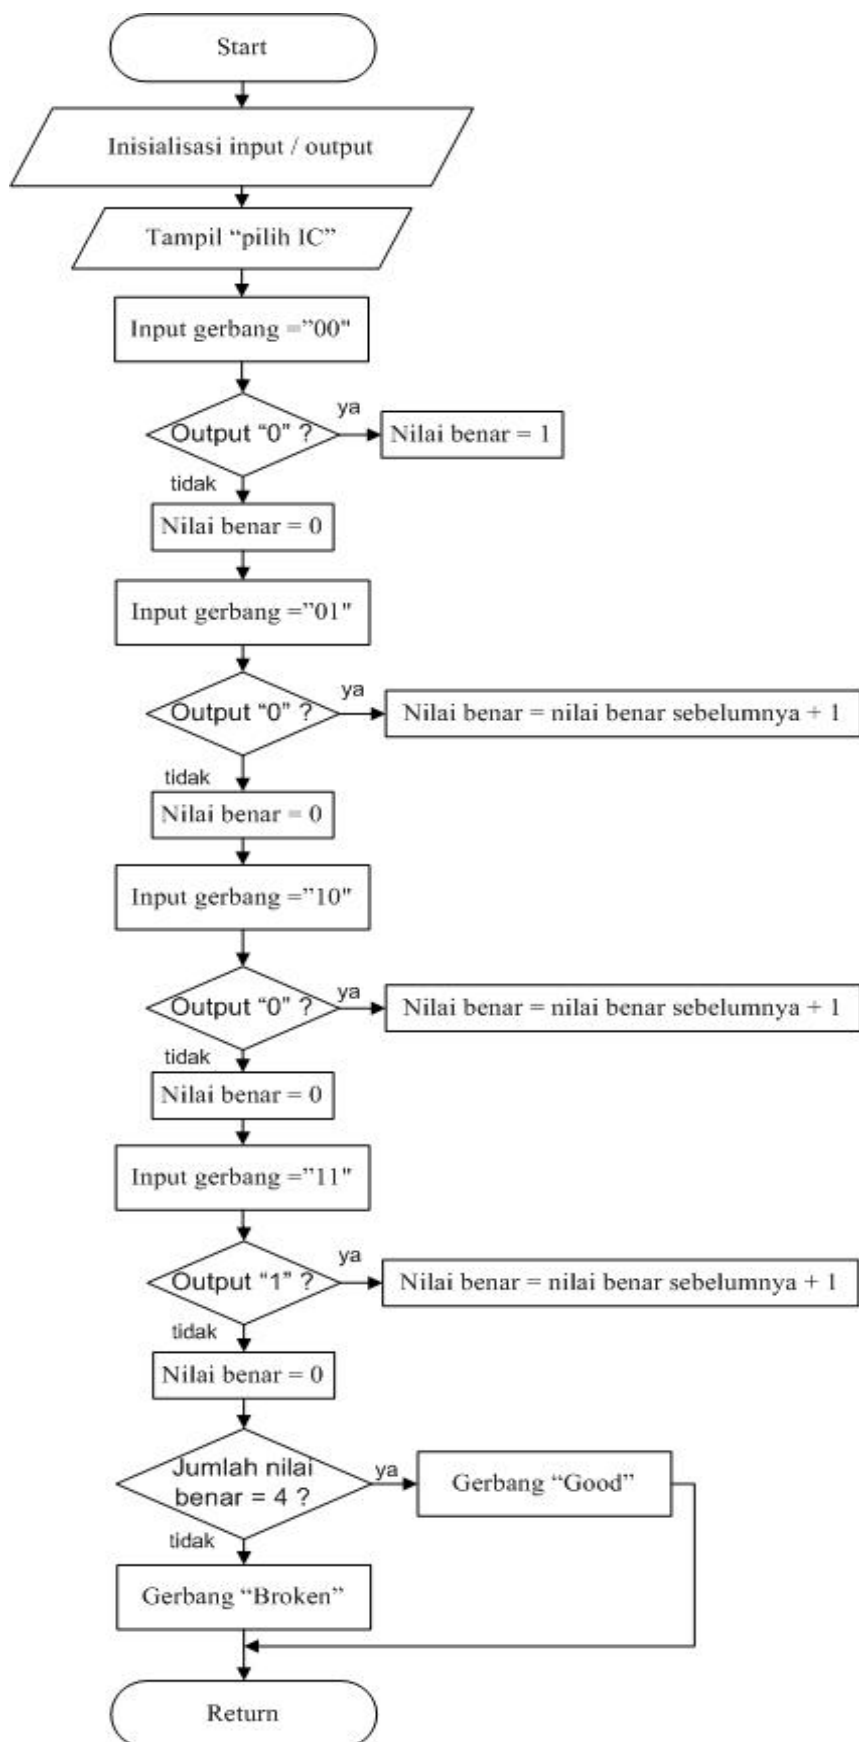 Start
Inisialisasi input / output
Tampil “pilih IC”
Input gerbang =”00"
Output “0” ?
ya
Nilai benar = 1
tidak
Nilai benar = 0
Input gerbang =”01"
Output “0” ?
ya
Nilai benar = nilai benar sebelumnya + 1
tidak
Nilai benar = 0
Input gerbang =”10"
Output “0” ?
ya
Nilai benar = nilai benar sebelumnya + 1
tidak
Nilai benar = 0
Input gerbang =”11"
Output “1” ?
ya
Nilai benar = nilai benar sebelumnya + 1
tidak
Nilai benar = 0
Jumlah nilai
benar = 4 ?
ya
Gerbang “Good”
tidak
Gerbang “Broken”
Return